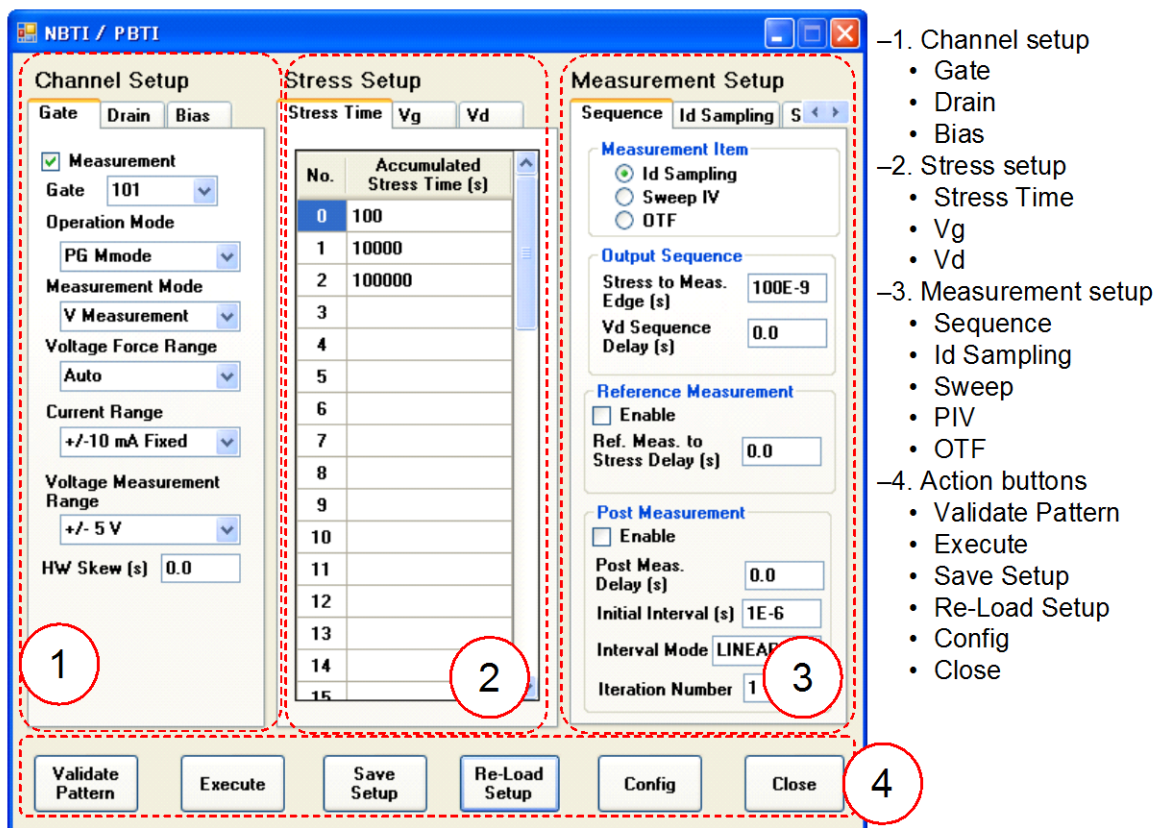 NBTI / PBTI
Channel Setup
Gate
Drain
Bias
Measurement
Gate 101
Operation Mode
PG Mmode
Measurement Mode
V Measurement
Voltage Force Range
Auto
Current Range
+/-10 mA Fixed
Voltage Measurement
Range
+/- 5 V
HW Skew (s) 0.0
1
Stress Setup
Stress Time
Vg
Vd
No. Accumulated
Stress Time (s)
0 100
1 10000
2 100000
3
4
5
6
7
8
9
10
11
12
13
14
15
2
Measurement Setup
Sequence
Id Sampling
S
Measurement Item
Id Sampling
Sweep IV
OTF
Output Sequence
Stress to Meas.
Edge (s) 100E-9
Vd Sequence
Delay (s) 0.0
Reference Measurement
Enable
Ref. Meas. to
Stress Delay (s) 0.0
Post Measurement
Enable
Post Meas.
Delay (s) 0.0
Initial Interval (s) 1E-6
Interval Mode LINEAR
Iteration Number 1
3
Validate
Pattern
Execute
Save
Setup
Re-Load
Setup
Config
Close
4
–1. Channel setup
• Gate
• Drain
• Bias
–2. Stress setup
• Stress Time
• Vg
• Vd
–3. Measurement setup
• Sequence
• Id Sampling
• Sweep
• PIV
• OTF
–4. Action buttons
• Validate Pattern
• Execute
• Save Setup
• Re-Load Setup
• Config
• Close